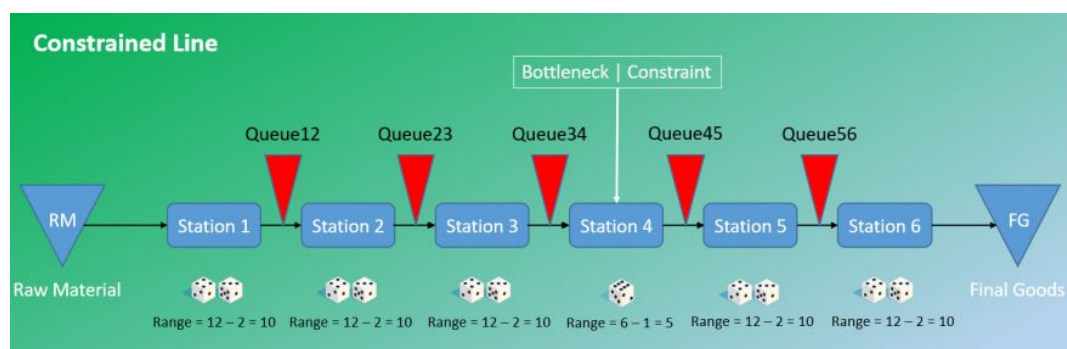 Constrained Line
Bottleneck | Constraint
Queue12 Queue23 Queue34 Queue45 Queue56
RM Station 1 Station 2 Station 3 Station 4 Station 5 Station 6 FG
Raw Material Final Goods
Range = 12 – 2 = 10 Range = 12 – 2 = 10 Range = 12 – 2 = 10 Range = 6 – 1 = 5 Range = 12 – 2 = 10 Range = 12 – 2 = 10